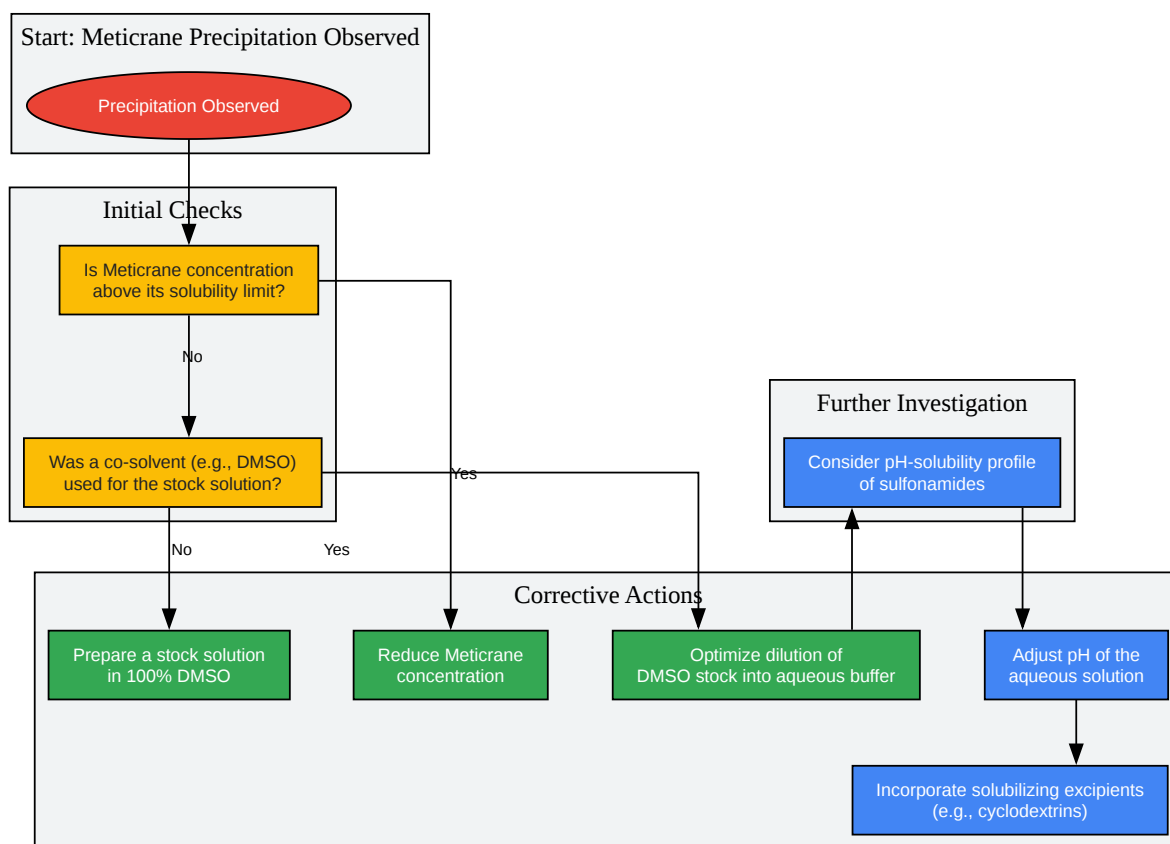 Start: Meticrane Precipitation Observed
Precipitation Observed
Initial Checks
Is Meticrane concentration
above its solubility limit?
No
Was a co-solvent (e.g., DMSO)
used for the stock solution?
Yes
Further Investigation
Consider pH-solubility profile
of sulfonamides
No
Yes
Corrective Actions
Prepare a stock solution
in 100% DMSO
Reduce Meticrane
concentration
Optimize dilution of
DMSO stock into aqueous buffer
Adjust pH of the
aqueous solution
Incorporate solubilizing excipients
(e.g., cyclodextrins)